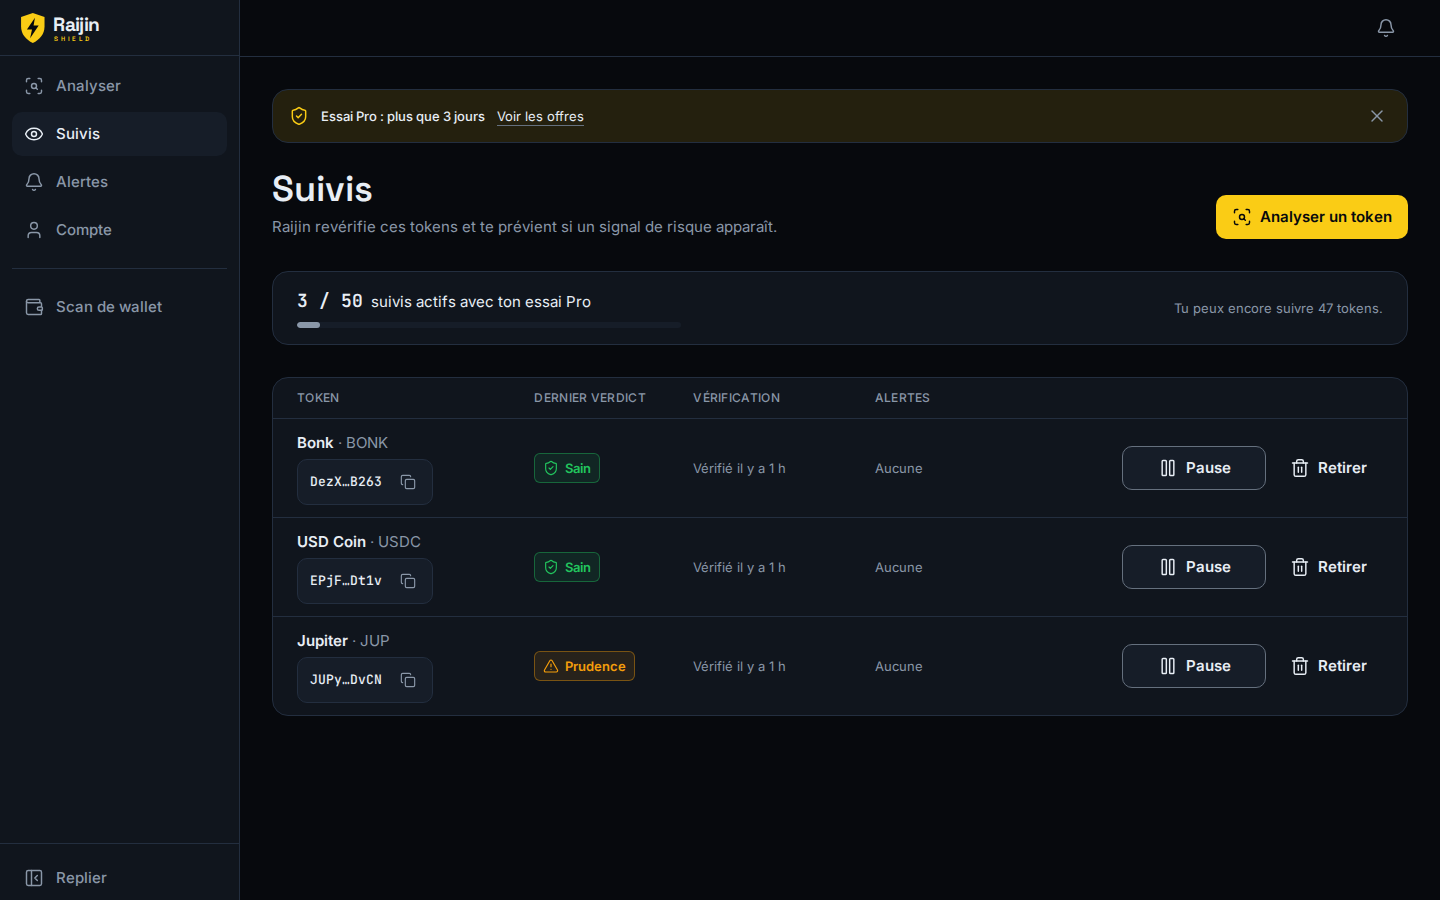 Raijin
SHIELD
Analyser
Suivis
Alertes
Compte
Scan de wallet
Replier
Essai Pro : plus que 3 jours Voir les offres
Suivis
Raijin revérifie ces tokens et te prévient si un signal de risque apparaît.
Analyser un token
3 / 50 suivis actifs avec ton essai Pro
Tu peux encore suivre 47 tokens.
TOKEN DERNIER VERDICT VÉRIFICATION ALERTES
Bonk · BONK
DezX…B263
Sain Vérifié il y a 1 h Aucune Pause Retirer
USD Coin · USDC
EPjF…Dt1v
Sain Vérifié il y a 1 h Aucune Pause Retirer
Jupiter · JUP
JUPy…DvCN
Prudence Vérifié il y a 1 h Aucune Pause Retirer